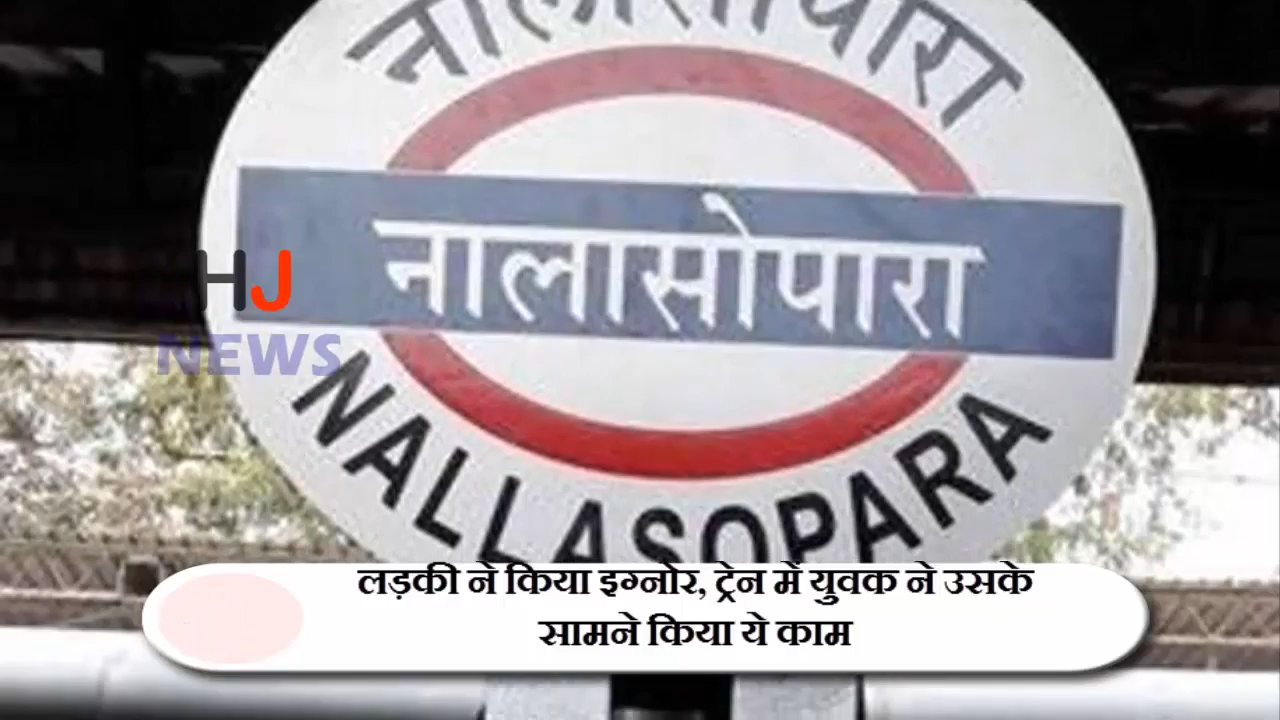 नालासोपारा
नालासोपारा
HJ
NEWS
NALLASOPARA
लड़की ने किया इग्नोर, ट्रेन में युवक ने उसके
सामने किया ये काम